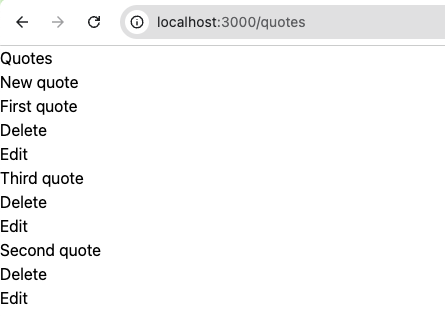 localhost:3000/quotes
Quotes
New quote
First quote
Delete
Edit
Third quote
Delete
Edit
Second quote
Delete
Edit